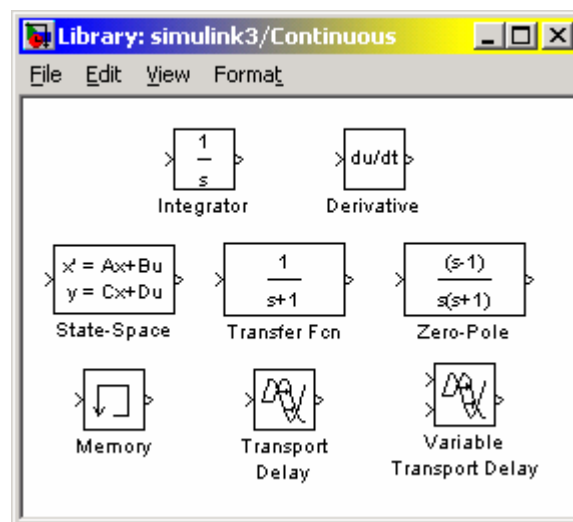 Library: simulink3/Continuous
File Edit View Format
1
s
du/dt
Integrator
Derivative
x' = Ax+Bu
y = Cx+Du
1
s+1
(s-1)
s(s+1)
State-Space
Transfer Fcn
Zero-Pole
Memory
Transport
Delay
Variable
Transport Delay